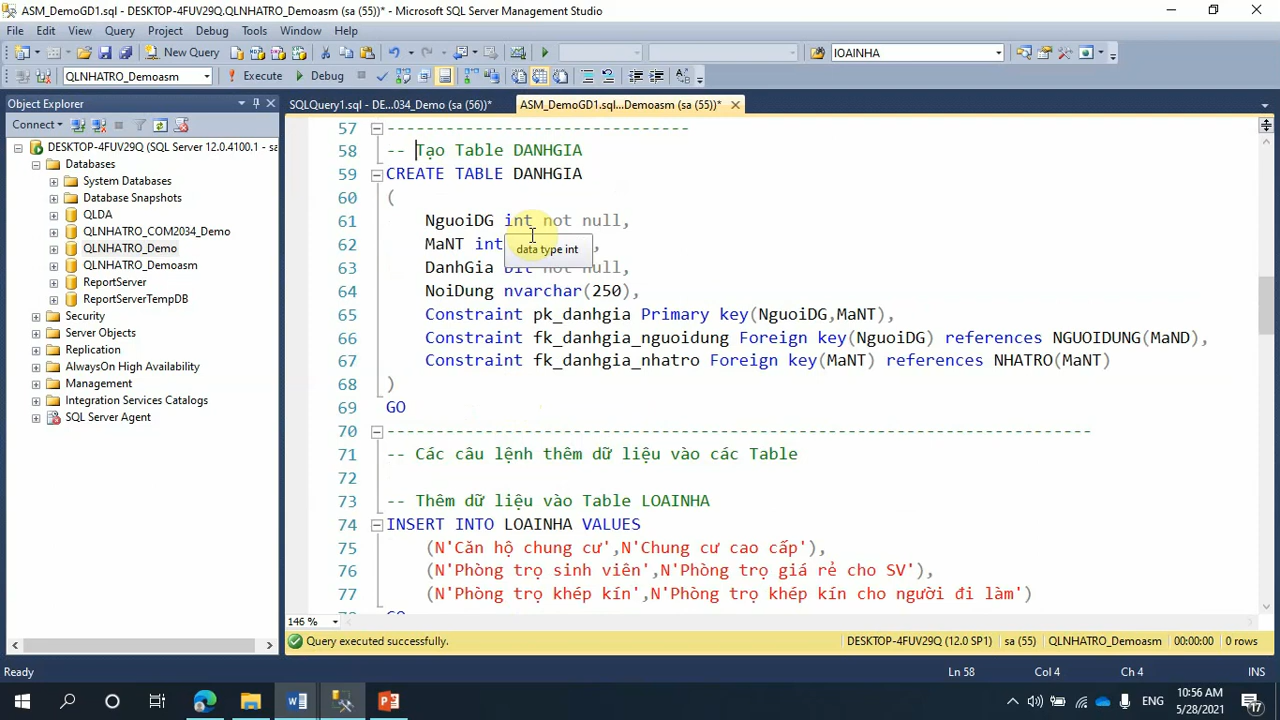 ASM_DemoGD1.sql - DESKTOP-4FUV29Q.QLNHATRO_Demoasm (sa (55))* - Microsoft SQL Server Management Studio
File Edit View Query Project Debug Tools Window Help
New Query IOAINHA
QLNHATRO_Demoasm Execute Debug
Object Explorer
Connect
DESKTOP-4FUV29Q (SQL Server 12.0.4100.1 - sa
Databases
System Databases
Database Snapshots
QLDA
QLNHATRO_COM2034_Demo
QLNHATRO_Demo
QLNHATRO_Demoasm
ReportServer
ReportServerTempDB
Security
Server Objects
Replication
AlwaysOn High Availability
Management
Integration Services Catalogs
SQL Server Agent
SQLQuery1.sql - DE...034_Demo (sa (56))* ASM_DemoGD1.sql...Demoasm (sa (55))*
57 -------------------------------
58 -- Tạo Table DANHGIA
59 CREATE TABLE DANHGIA
60 (
61 NguoiDG int not null,
62 MaNT int ,
data type int
63 DanhGia bit not null,
64 NoiDung nvarchar(250),
65 Constraint pk_danhgia Primary key(NguoiDG,MaNT),
66 Constraint fk_danhgia_nguoidung Foreign key(NguoiDG) references NGUOIDUNG(MaND),
67 Constraint fk_danhgia_nhatro Foreign key(MaNT) references NHATRO(MaNT)
68 )
69 GO
70 ------------------------------------------------------------------------
71 -- Các câu lệnh thêm dữ liệu vào các Table
72
73 -- Thêm dữ liệu vào Table LOAINHA
74 INSERT INTO LOAINHA VALUES
75 (N'Căn hộ chung cư',N'Chung cư cao cấp'),
76 (N'Phòng trọ sinh viên',N'Phòng trọ giá rẻ cho SV'),
77 (N'Phòng trọ khép kín',N'Phòng trọ khép kín cho người đi làm')
146 %
Query executed successfully. DESKTOP-4FUV29Q (12.0 SP1) sa (55) QLNHATRO_Demoasm 00:00:00 0 rows
Ready Ln 58 Col 4 Ch 4 INS
ENG 10:56 AM
5/28/2021 17